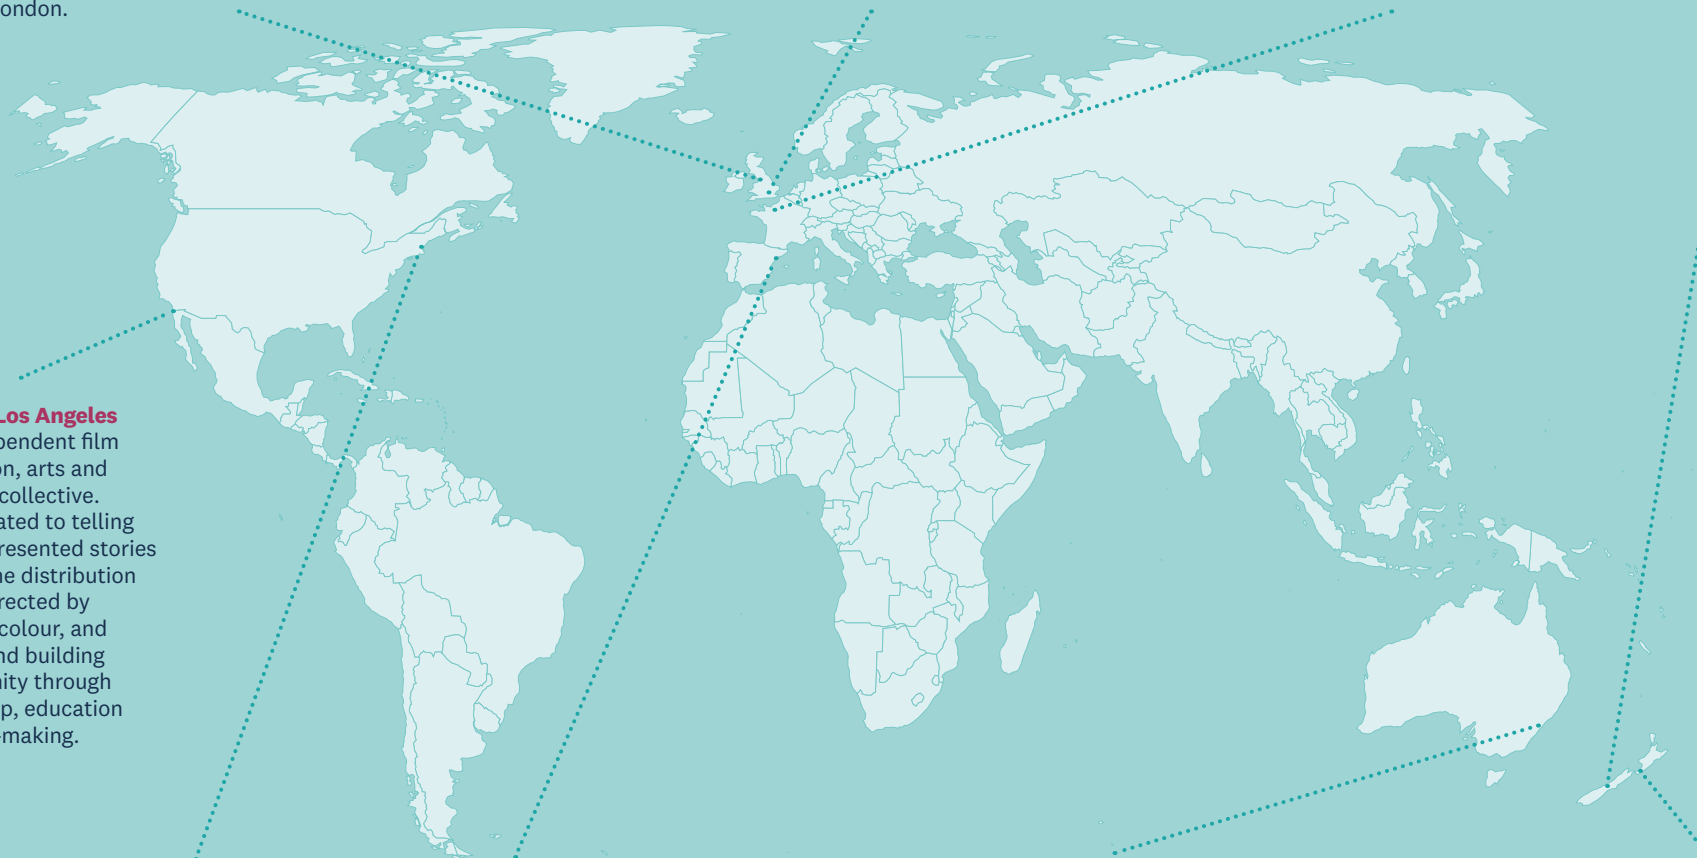 ondon.
Los Angeles
pendent film
on, arts and
collective.
ated to telling
resented stories
ne distribution
rected by
colour, and
nd building
nity through
p, education
-making.